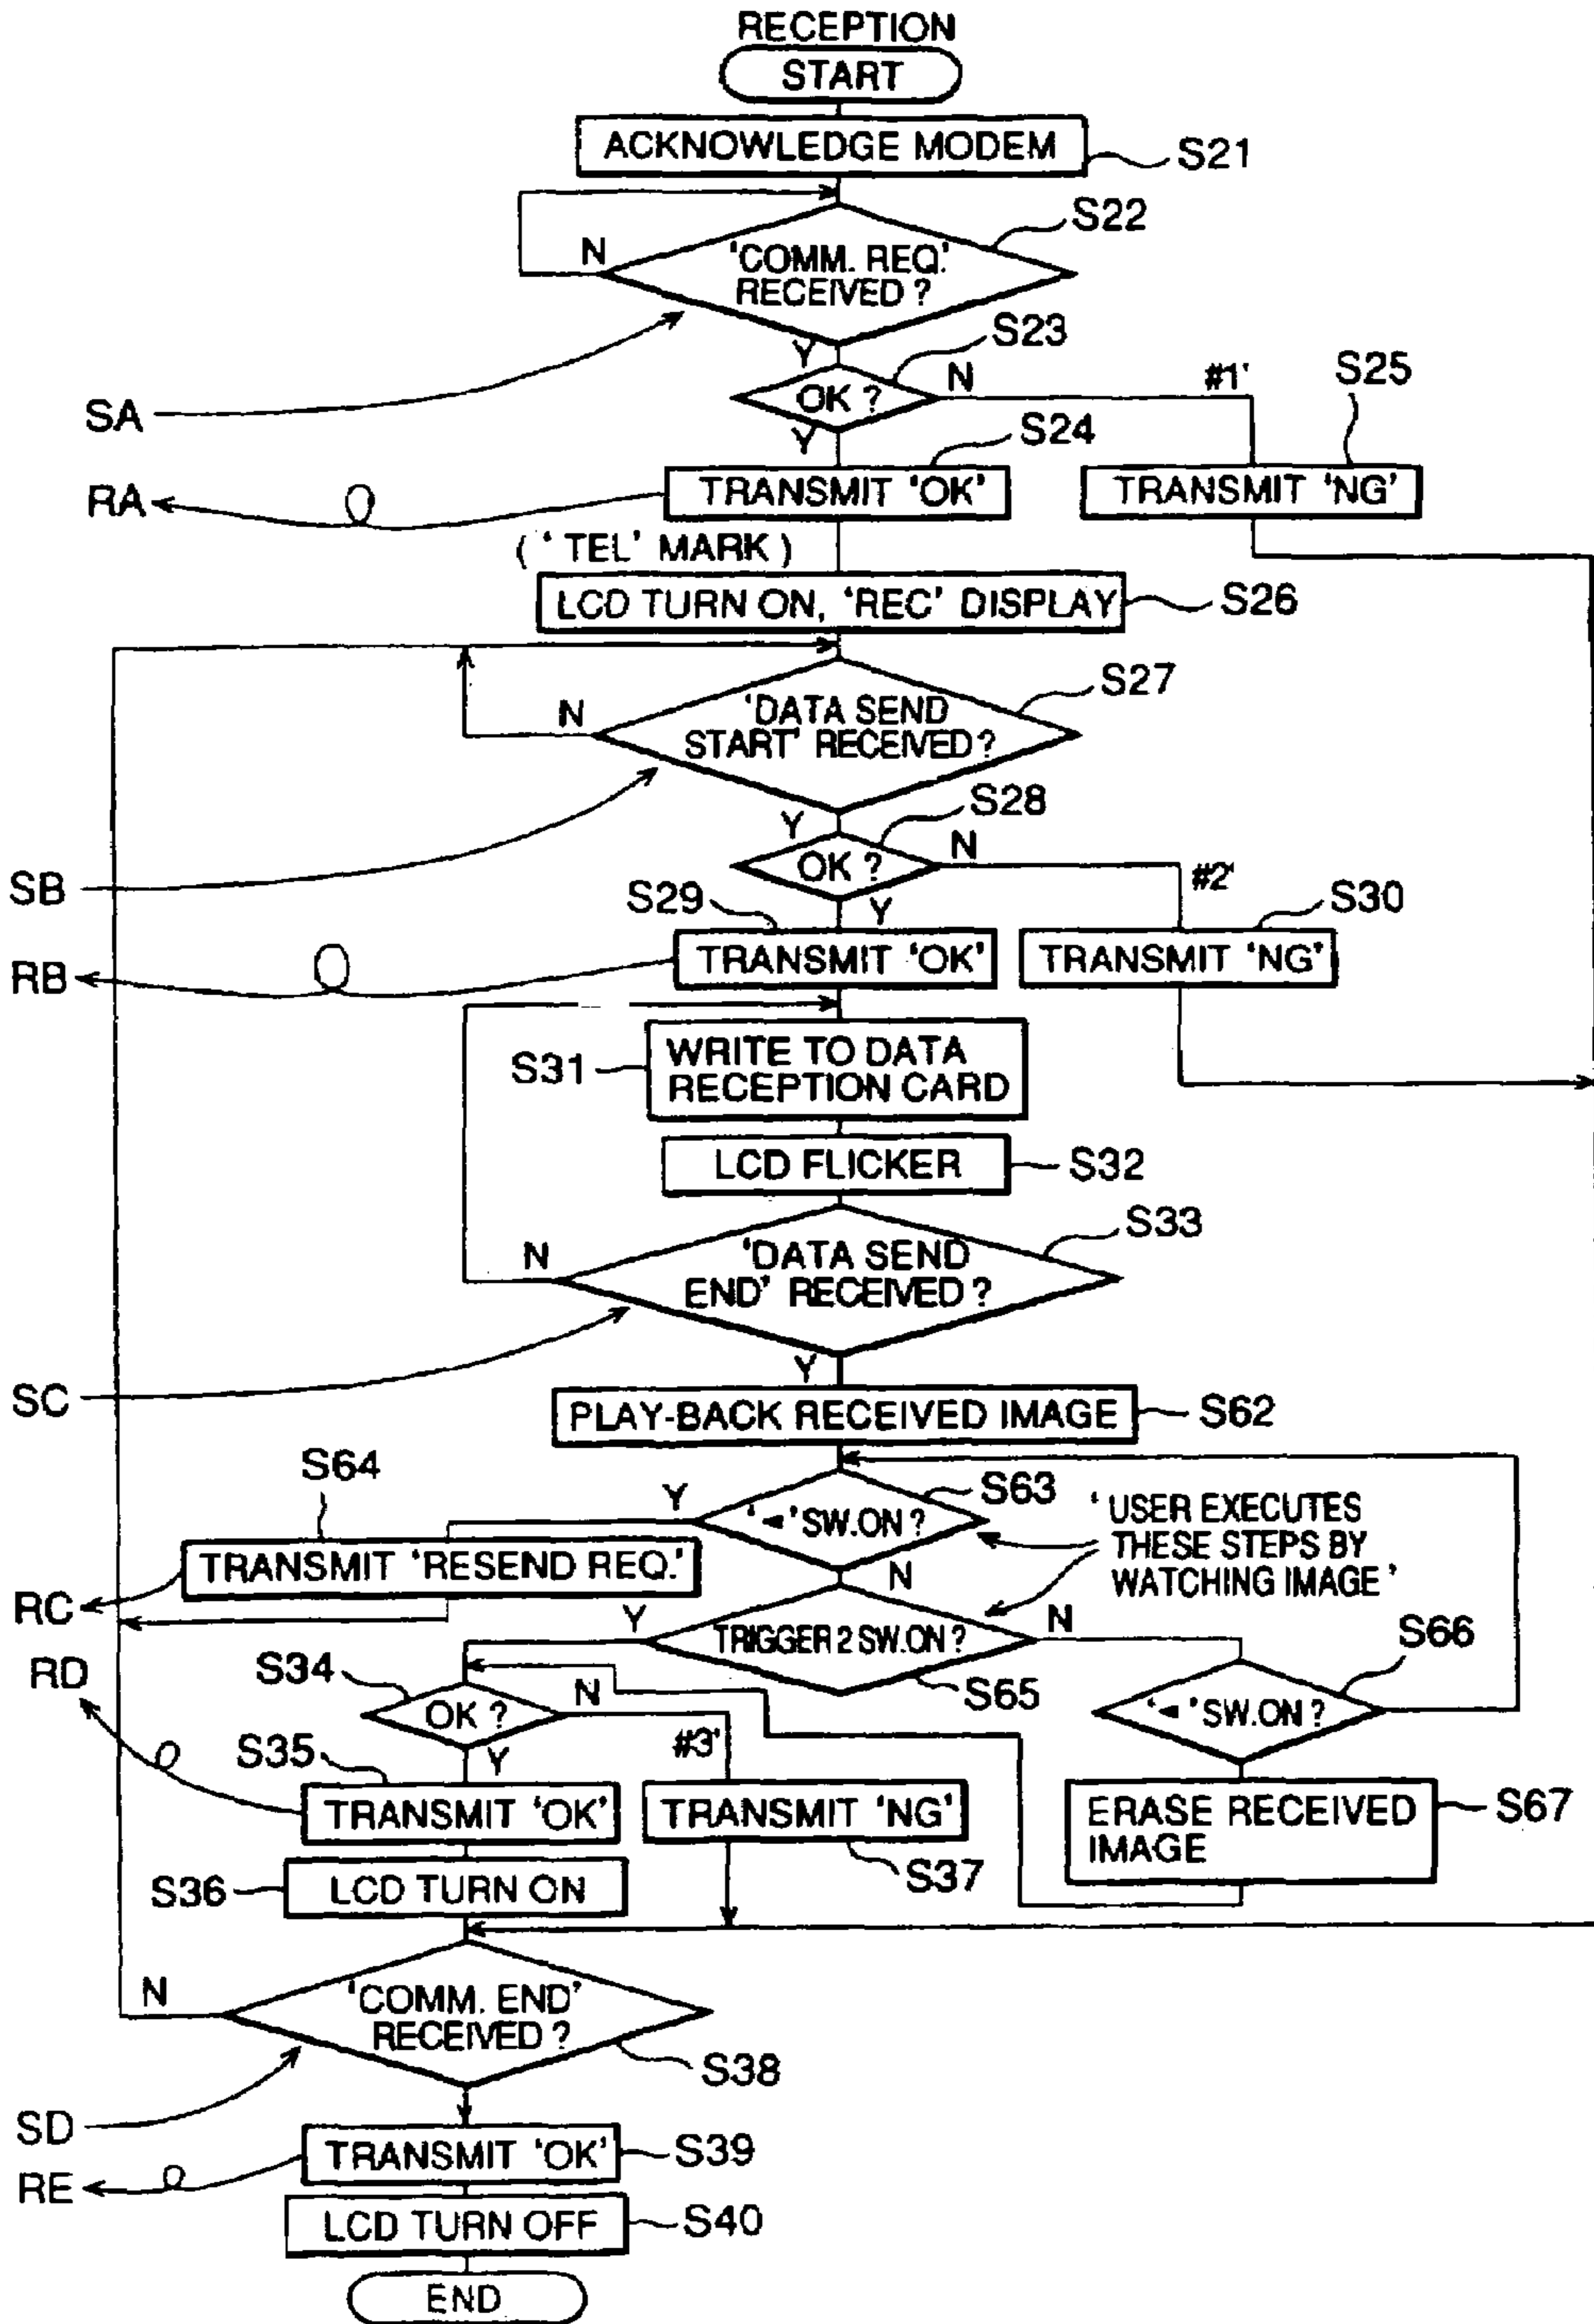 RECEPTION
START
ACKNOWLEDGE MODEM
S21
S22
N
'COMM. REQ.'
RECEIVED ?
Y
S23
SA
OK ?
N
#1'
S25
Y
S24
RA
TRANSMIT 'OK'
TRANSMIT 'NG'
( ' TEL' MARK )
LCD TURN ON, 'REC' DISPLAY
S26
S27
N
'DATA SEND
START' RECEIVED ?
Y
S28
SB
OK ?
N
#2'
S29
Y
S30
RB
TRANSMIT 'OK'
TRANSMIT 'NG'
S31
WRITE TO DATA
RECEPTION CARD
LCD FLICKER
S32
S33
N
'DATA SEND
END' RECEIVED ?
Y
SC
PLAY-BACK RECEIVED IMAGE
S62
S64
Y
S63
'◄'SW.ON ?
' USER EXECUTES
THESE STEPS BY
WATCHING IMAGE '
TRANSMIT 'RESEND REQ.'
N
RC
Y
TRIGGER 2 SW.ON ?
N
S66
RD
S34
S65
OK ?
N
'◄'SW.ON ?
S35
Y
#3'
TRANSMIT 'OK'
TRANSMIT 'NG'
ERASE RECEIVED
IMAGE
S67
S36
LCD TURN ON
S37
N
'COMM. END'
RECEIVED ?
S38
SD
TRANSMIT 'OK'
S39
RE
LCD TURN OFF
S40
END